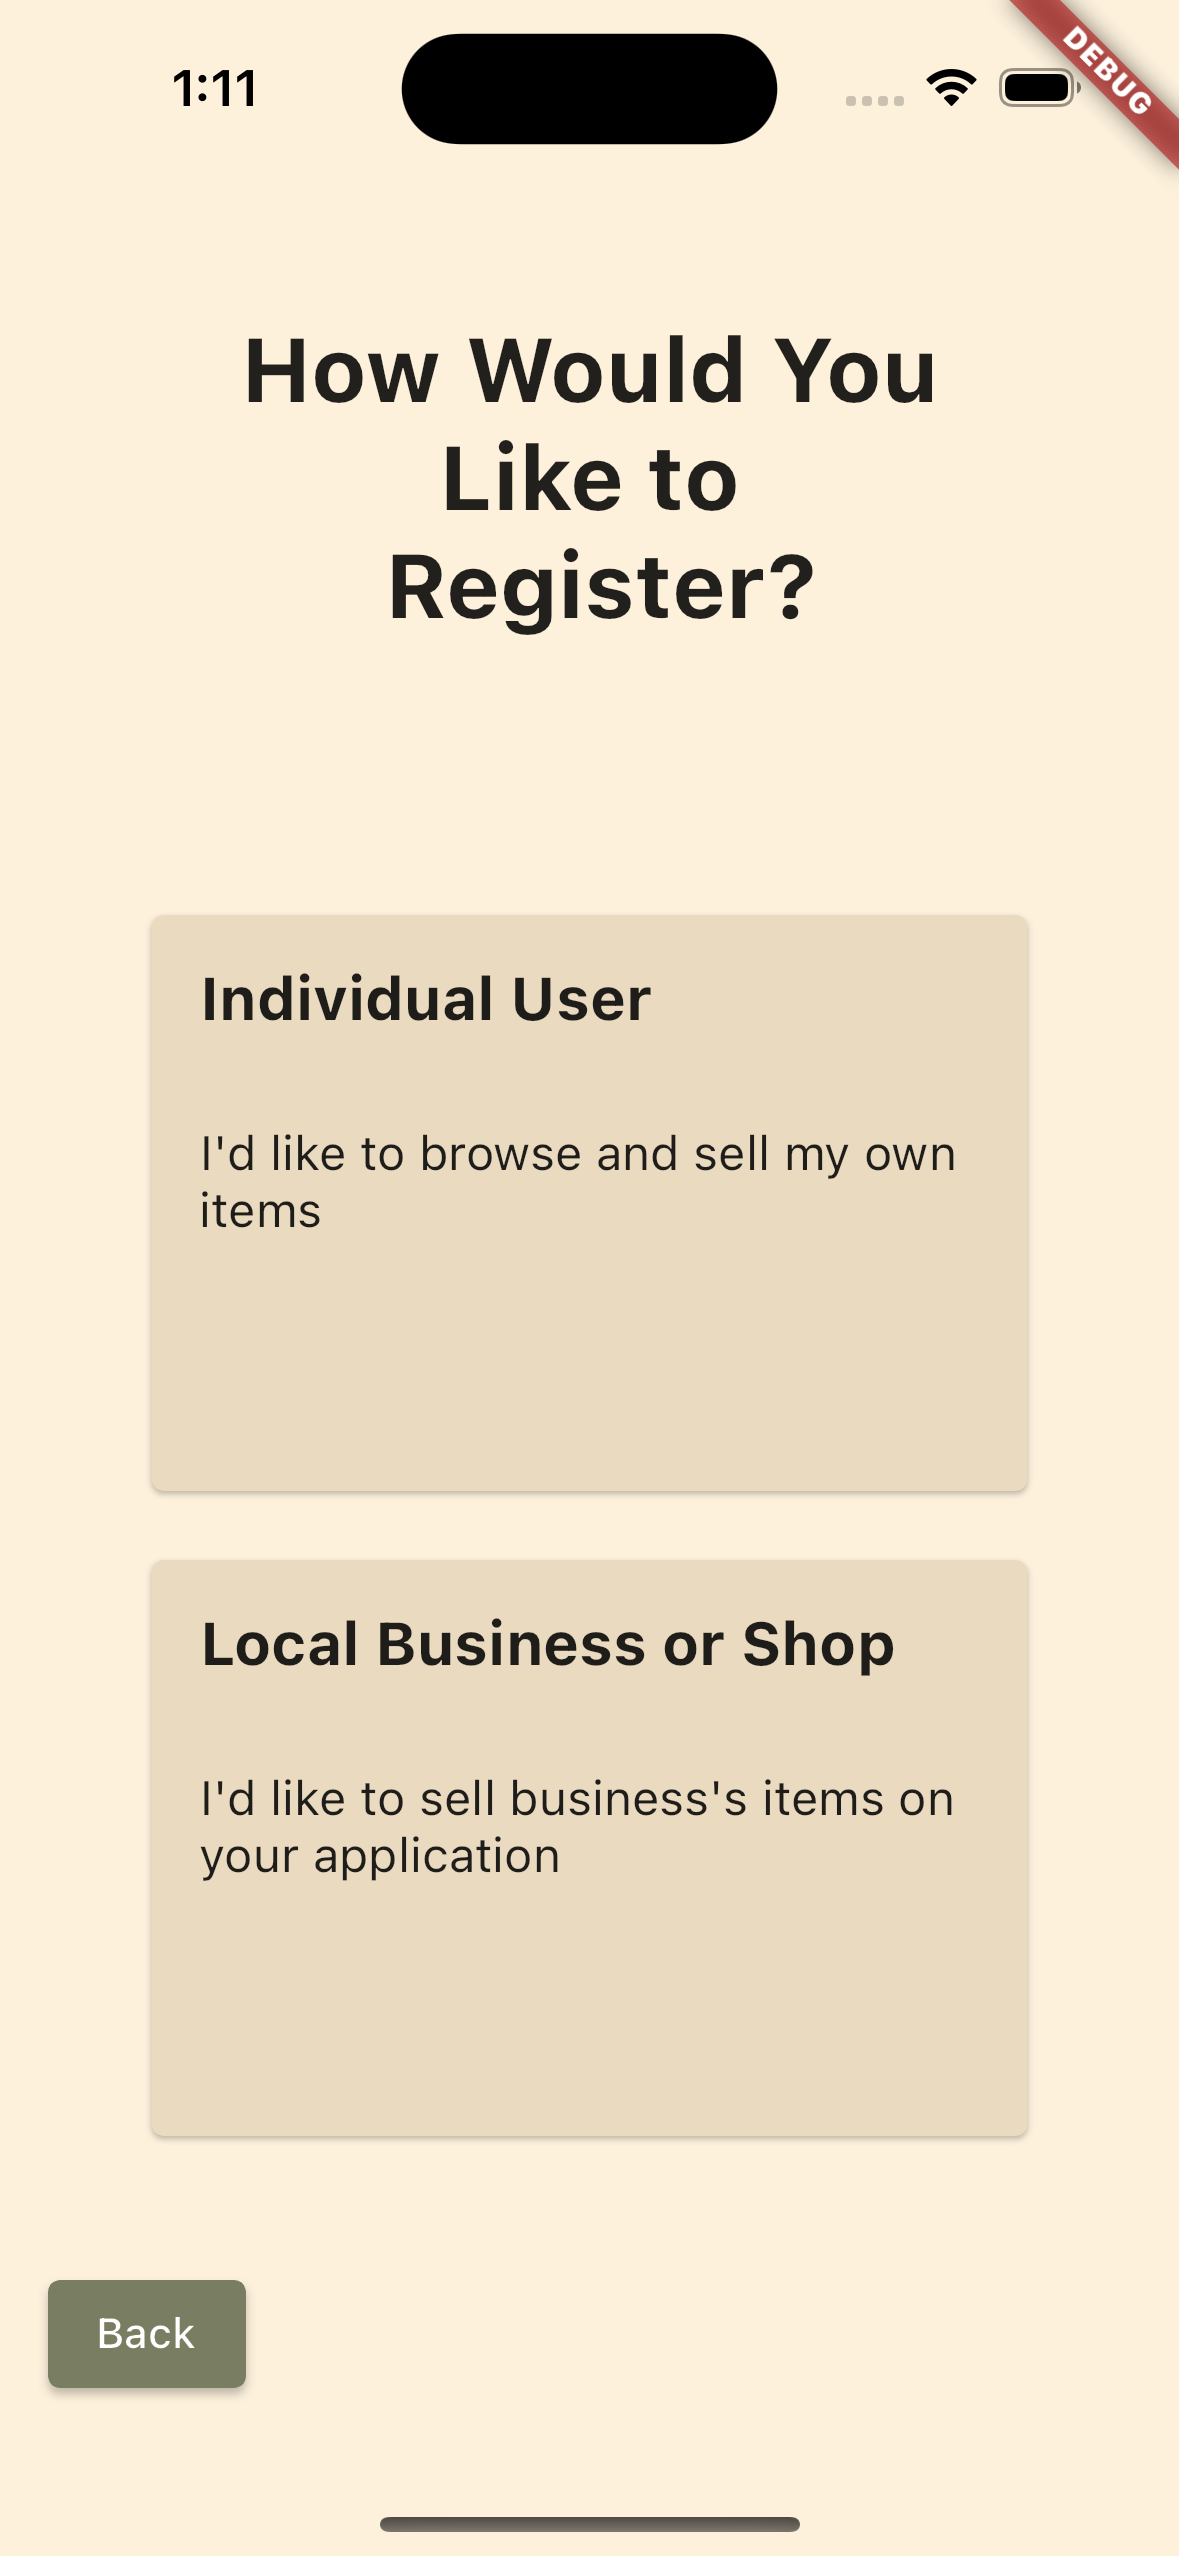 1:11
DEBUG
How Would You
Like to
Register?
Individual User
I'd like to browse and sell my own
items
Local Business or Shop
I'd like to sell business's items on
your application
Back